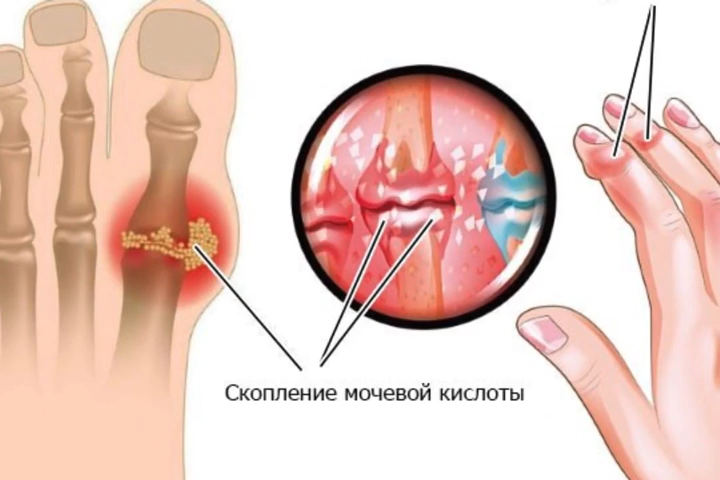 Скопление мочевой кислоты